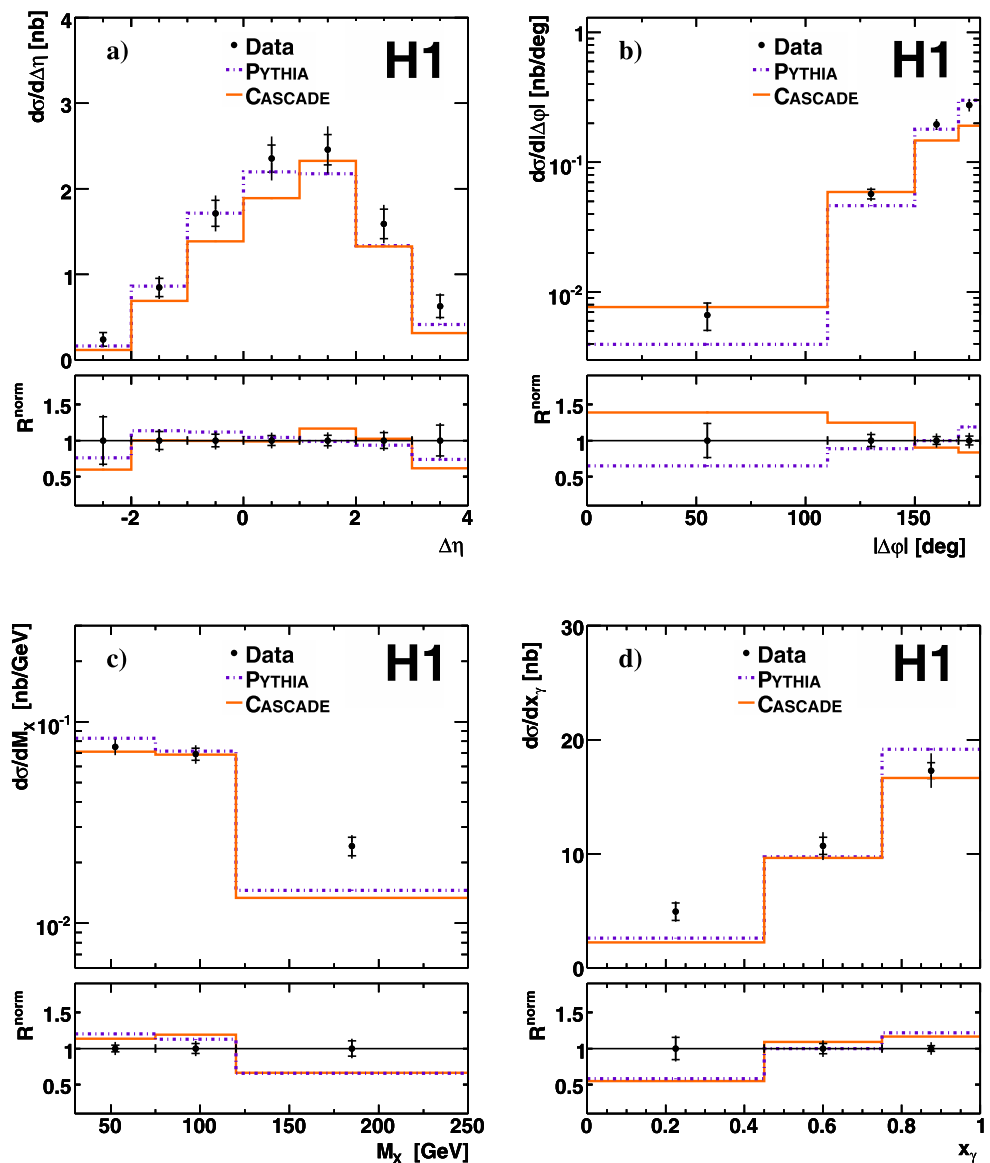 a)
H1
Data
PYTHIA
CASCADE
dσ/dΔη [nb]
4
3
2
1
0
R^norm
1.5
1
0.5
-2 0 2 4
Δη
b)
H1
Data
PYTHIA
CASCADE
dσ/d|Δφ| [nb/deg]
1
10^-1
10^-2
R^norm
1.5
1
0.5
0 50 100 150
|Δφ| [deg]
c)
H1
Data
PYTHIA
CASCADE
dσ/dM_X [nb/GeV]
10^-1
10^-2
R^norm
1.5
1
0.5
50 100 150 200 250
M_X [GeV]
d)
H1
Data
PYTHIA
CASCADE
dσ/dx_γ [nb]
30
20
10
0
R^norm
1.5
1
0.5
0 0.2 0.4 0.6 0.8 1
x_γ